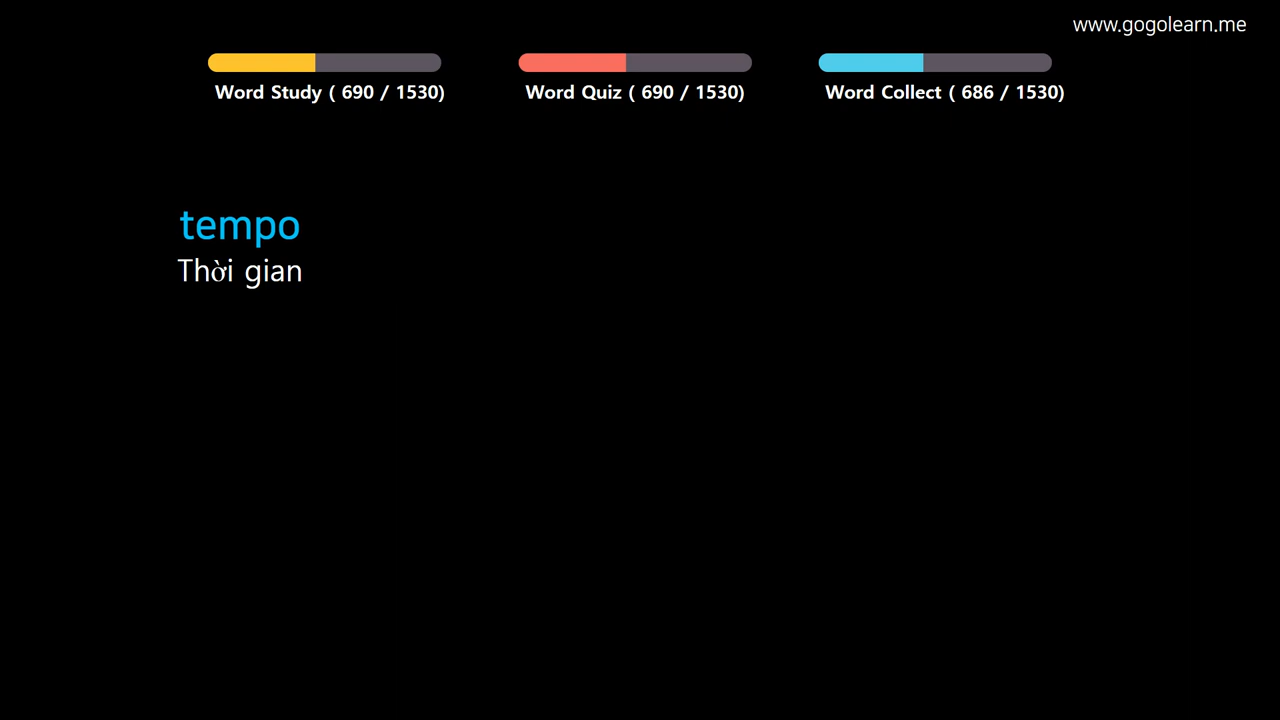 www.gogolearn.me
Word Study ( 690 / 1530)
Word Quiz ( 690 / 1530)
Word Collect ( 686 / 1530)
tempo
Thời gian